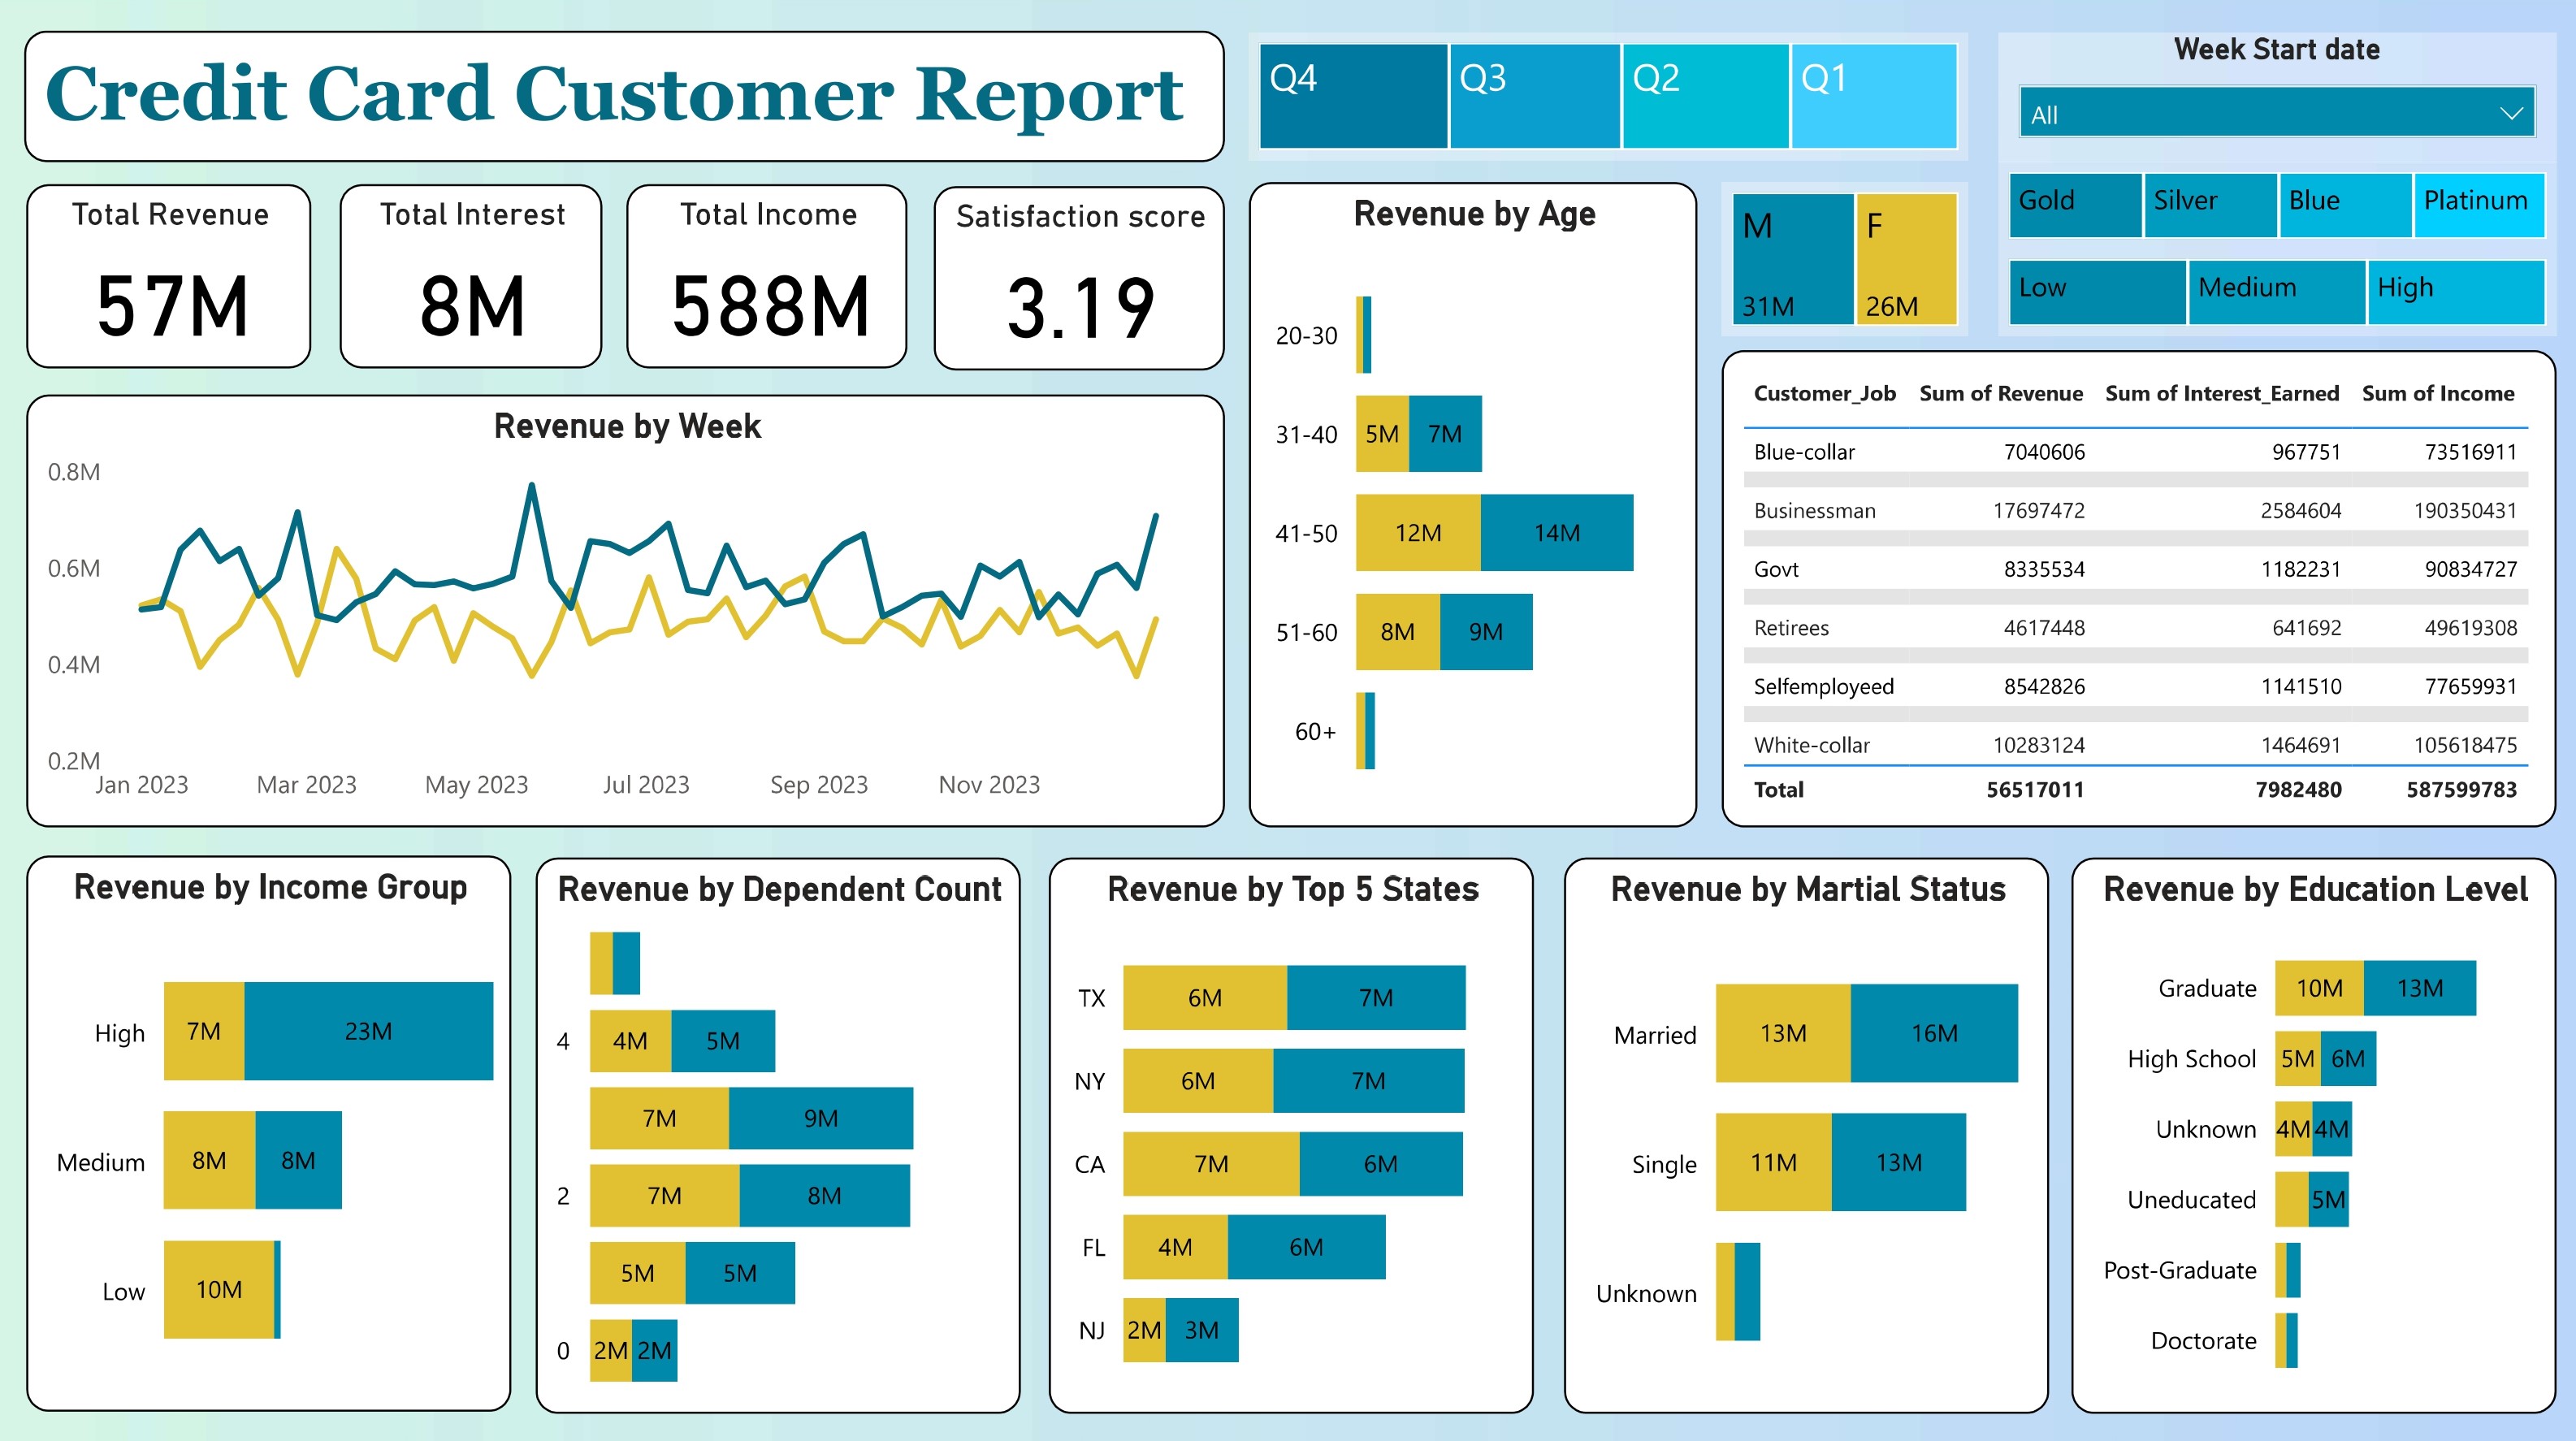 Credit Card Customer Report
Q4 Q3 Q2 Q1
Week Start date
All
Gold Silver Blue Platinum
Low Medium High
M F
31M 26M
Total Revenue
57M
Total Interest
8M
Total Income
588M
Satisfaction score
3.19
Revenue by Week
0.8M
0.6M
0.4M
0.2M
Jan 2023 Mar 2023 May 2023 Jul 2023 Sep 2023 Nov 2023
Revenue by Age
20-30
31-40 5M 7M
41-50 12M 14M
51-60 8M 9M
60+
Customer_Job Sum of Revenue Sum of Interest_Earned Sum of Income
Blue-collar 7040606 967751 73516911
Businessman 17697472 2584604 190350431
Govt 8335534 1182231 90834727
Retirees 4617448 641692 49619308
Selfemployeed 8542826 1141510 77659931
White-collar 10283124 1464691 105618475
Total 56517011 7982480 587599783
Revenue by Income Group
High 7M 23M
Medium 8M 8M
Low 10M
Revenue by Dependent Count
4 4M 5M
7M 9M
2 7M 8M
5M 5M
0 2M 2M
Revenue by Top 5 States
TX 6M 7M
NY 6M 7M
CA 7M 6M
FL 4M 6M
NJ 2M 3M
Revenue by Martial Status
Married 13M 16M
Single 11M 13M
Unknown
Revenue by Education Level
Graduate 10M 13M
High School 5M 6M
Unknown 4M 4M
Uneducated 5M
Post-Graduate
Doctorate